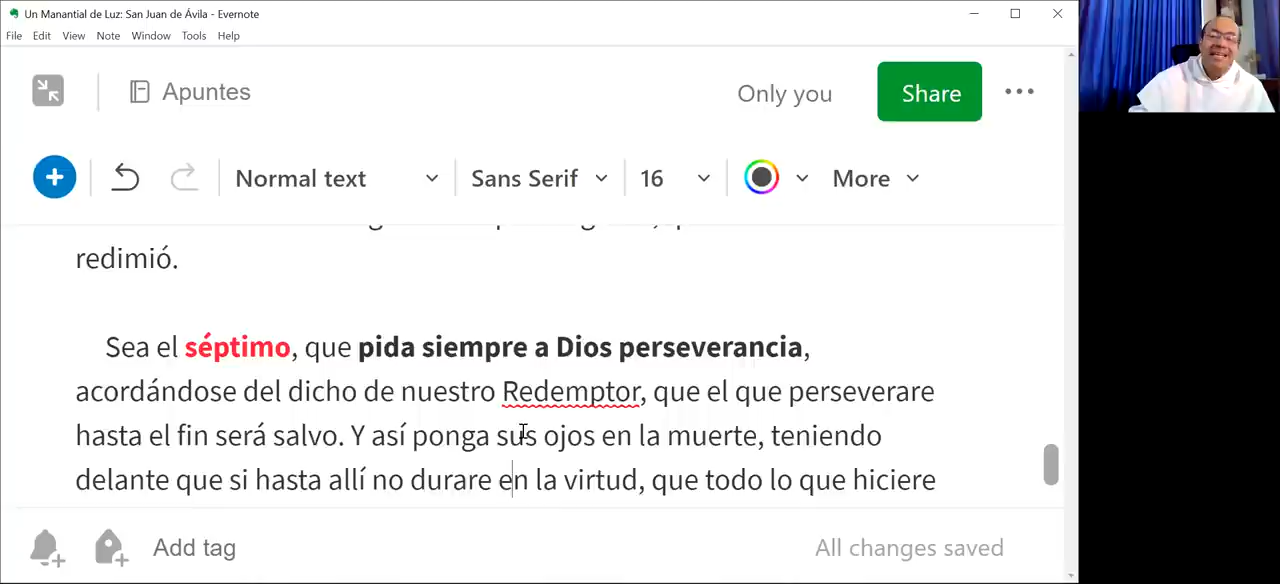 Un Manantial de Luz: San Juan de Ávila - Evernote
File Edit View Note Window Tools Help
Apuntes
Only you
Share
Normal text
Sans Serif
16
More
redimió.
Sea el séptimo, que pida siempre a Dios perseverancia,
acordándose del dicho de nuestro Redemptor, que el que perseverare
hasta el fin será salvo. Y así ponga sus ojos en la muerte, teniendo
delante que si hasta allí no durare en la virtud, que todo lo que hiciere
Add tag
All changes saved